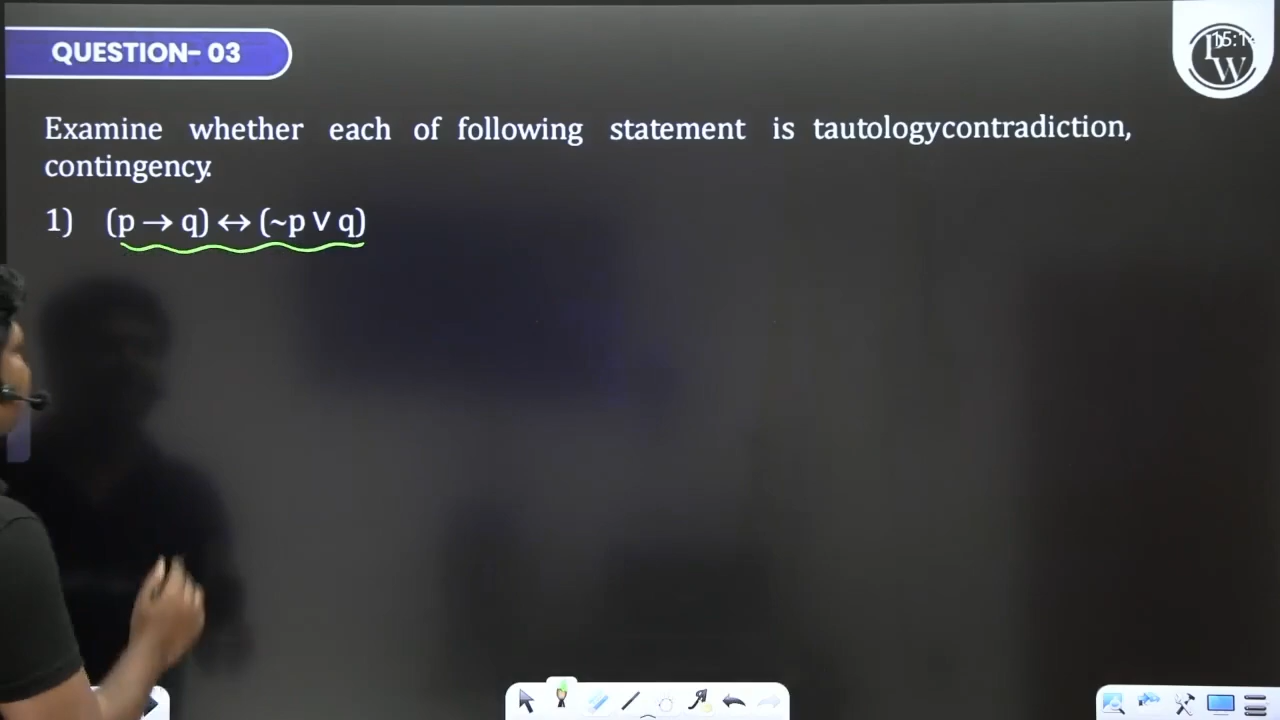 QUESTION- 03
Examine whether each of following statement is tautologycontradiction,
contingency.
1) (p → q) ↔ (~p ∨ q)